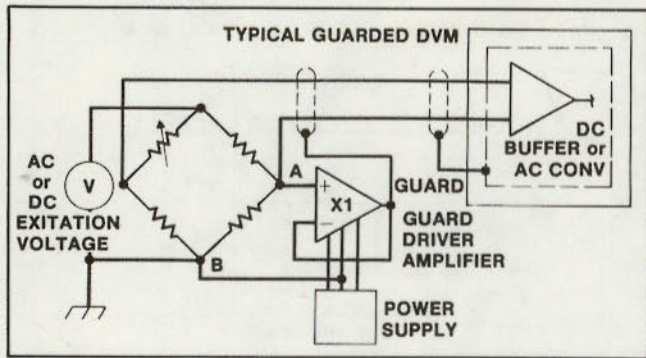 TYPICAL GUARDED DVM
DC
BUFFER or
AC CONV
AC
or
DC
EXITATION
VOLTAGE
V
A
+
X1
−
GUARD
GUARD
DRIVER
AMPLIFIER
B
POWER
SUPPLY